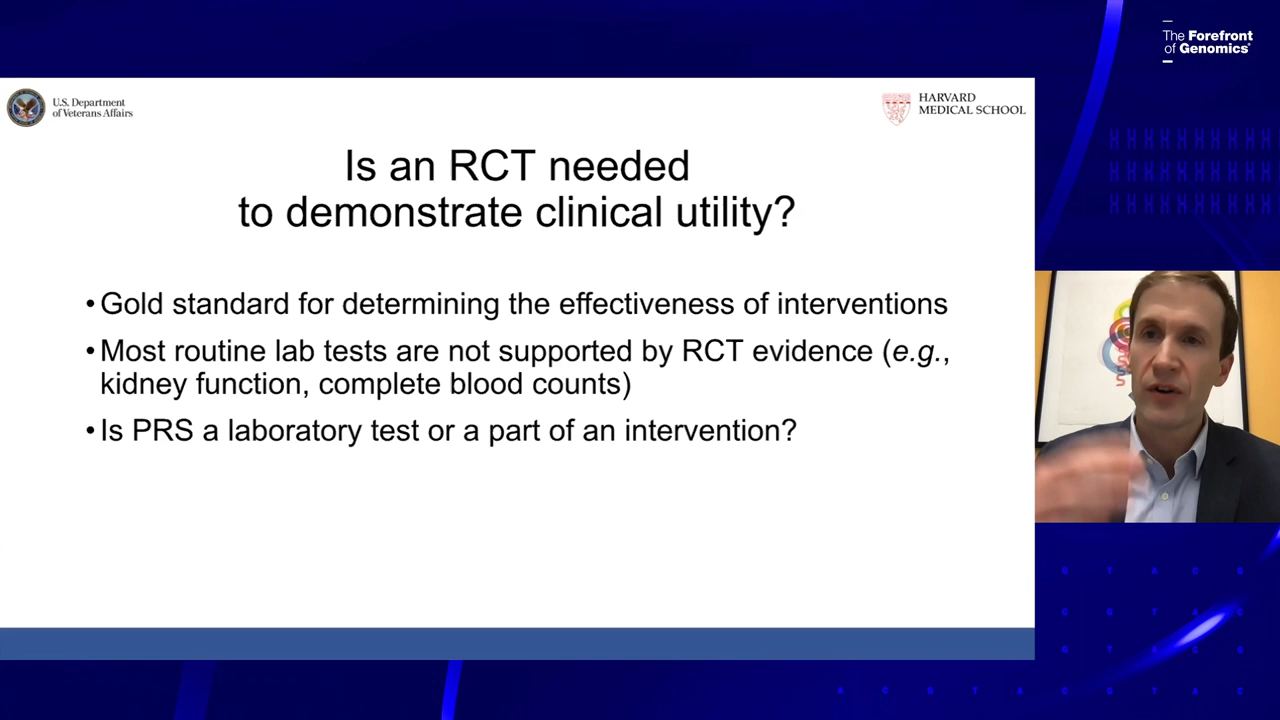 The Forefront
of Genomics®
U.S. Department
of Veterans Affairs
HARVARD
MEDICAL SCHOOL
Is an RCT needed
to demonstrate clinical utility?
• Gold standard for determining the effectiveness of interventions
• Most routine lab tests are not supported by RCT evidence (e.g.,
kidney function, complete blood counts)
• Is PRS a laboratory test or a part of an intervention?